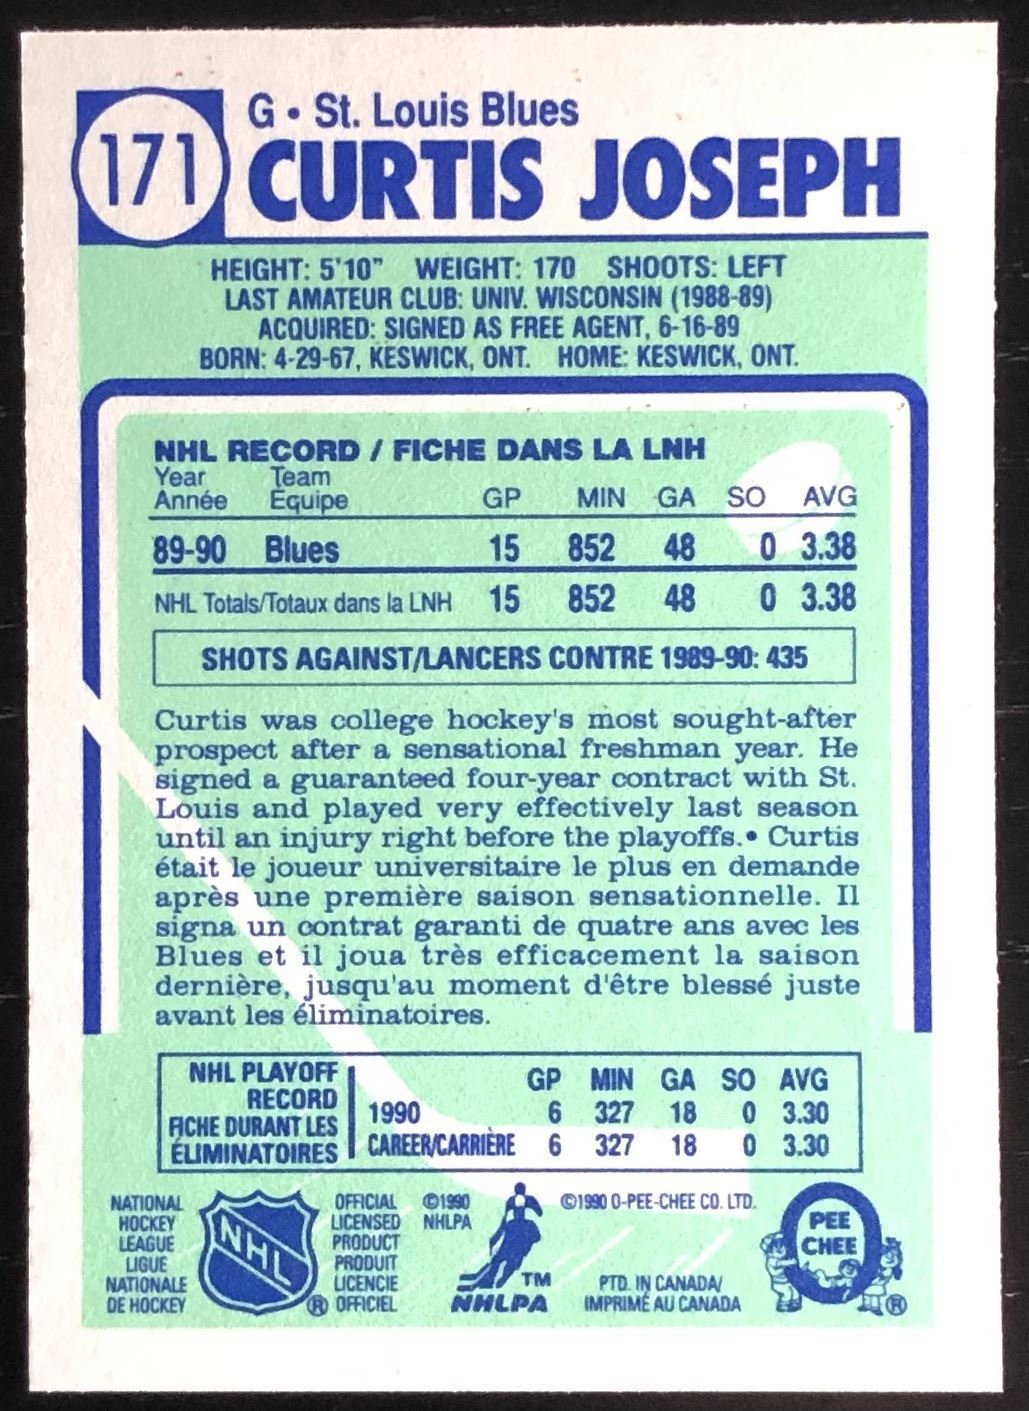 171
G • St. Louis Blues
CURTIS JOSEPH
HEIGHT: 5'10" WEIGHT: 170 SHOOTS: LEFT
LAST AMATEUR CLUB: UNIV. WISCONSIN (1988-89)
ACQUIRED: SIGNED AS FREE AGENT, 6-16-89
BORN: 4-29-67, KESWICK, ONT. HOME: KESWICK, ONT.
NHL RECORD / FICHE DANS LA LNH
Year Team
Année Équipe GP MIN GA SO AVG
89-90 Blues 15 852 48 0 3.38
NHL Totals/Totaux dans la LNH 15 852 48 0 3.38
SHOTS AGAINST/LANCERS CONTRE 1989-90: 435
Curtis was college hockey's most sought-after
prospect after a sensational freshman year. He
signed a guaranteed four-year contract with St.
Louis and played very effectively last season
until an injury right before the playoffs.• Curtis
était le joueur universitaire le plus en demande
après une première saison sensationnelle. Il
signa un contrat garanti de quatre ans avec les
Blues et il joua très efficacement la saison
dernière, jusqu'au moment d'être blessé juste
avant les éliminatoires.
NHL PLAYOFF
RECORD
FICHE DURANT LES
ÉLIMINATOIRES
GP MIN GA SO AVG
1990 6 327 18 0 3.30
CAREER/CARRIÈRE 6 327 18 0 3.30
NATIONAL
HOCKEY
LEAGUE
LIGUE
NATIONALE
DE HOCKEY
NHL
®
OFFICIAL
LICENSED
PRODUCT
PRODUIT
LICENCIE
OFFICIEL
©1990
NHLPA
TM
NHLPA
©1990 O-PEE-CHEE CO. LTD.
PTD. IN CANADA/
IMPRIMÉ AU CANADA
PEE
CHEE
®